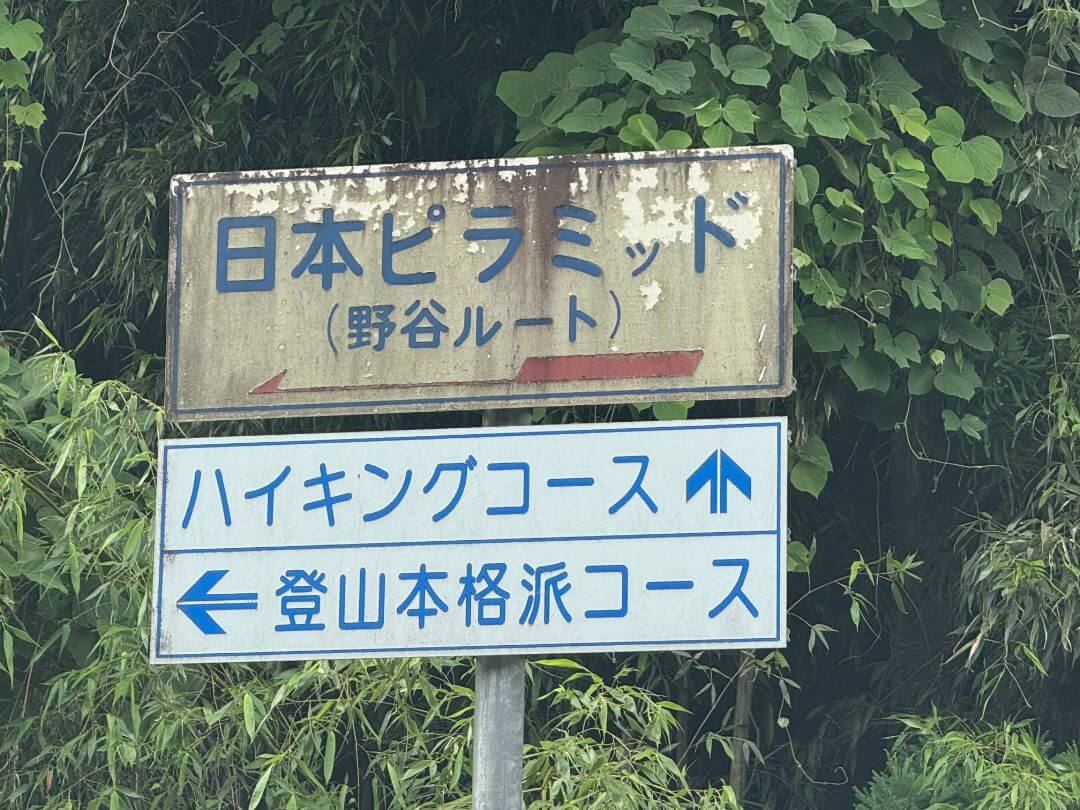 日本ピラミッド
(野谷ルート)
ハイキングコース ↑
← 登山本格派コース